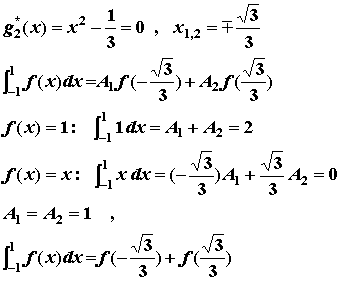 g₂*(x) = x² − 1/3 = 0 , x₁,₂ = ∓√3/3
∫₋₁¹ f(x)dx = A₁f(−√3/3) + A₂f(√3/3)
f(x) = 1: ∫₋₁¹ 1dx = A₁ + A₂ = 2
f(x) = x: ∫₋₁¹ x dx = (−√3/3)A₁ + √3/3 A₂ = 0
A₁ = A₂ = 1 ,
∫₋₁¹ f(x)dx = f(−√3/3) + f(√3/3)